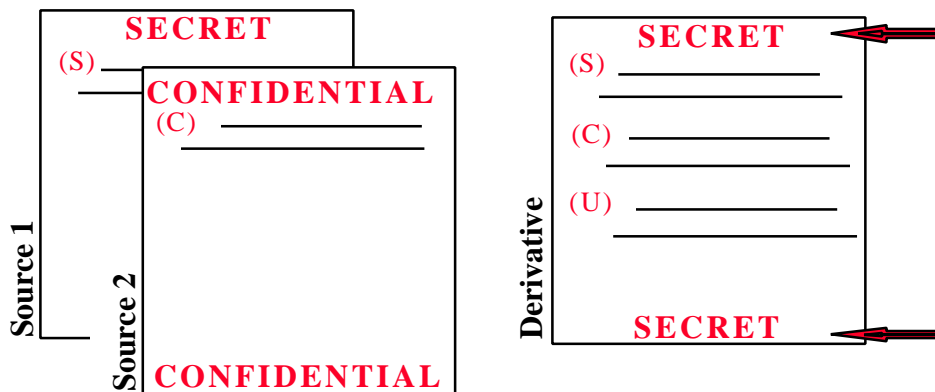 SECRET
(S)
Source 1
CONFIDENTIAL
(C)
Source 2
CONFIDENTIAL
SECRET
(S)
(C)
(U)
Derivative
SECRET